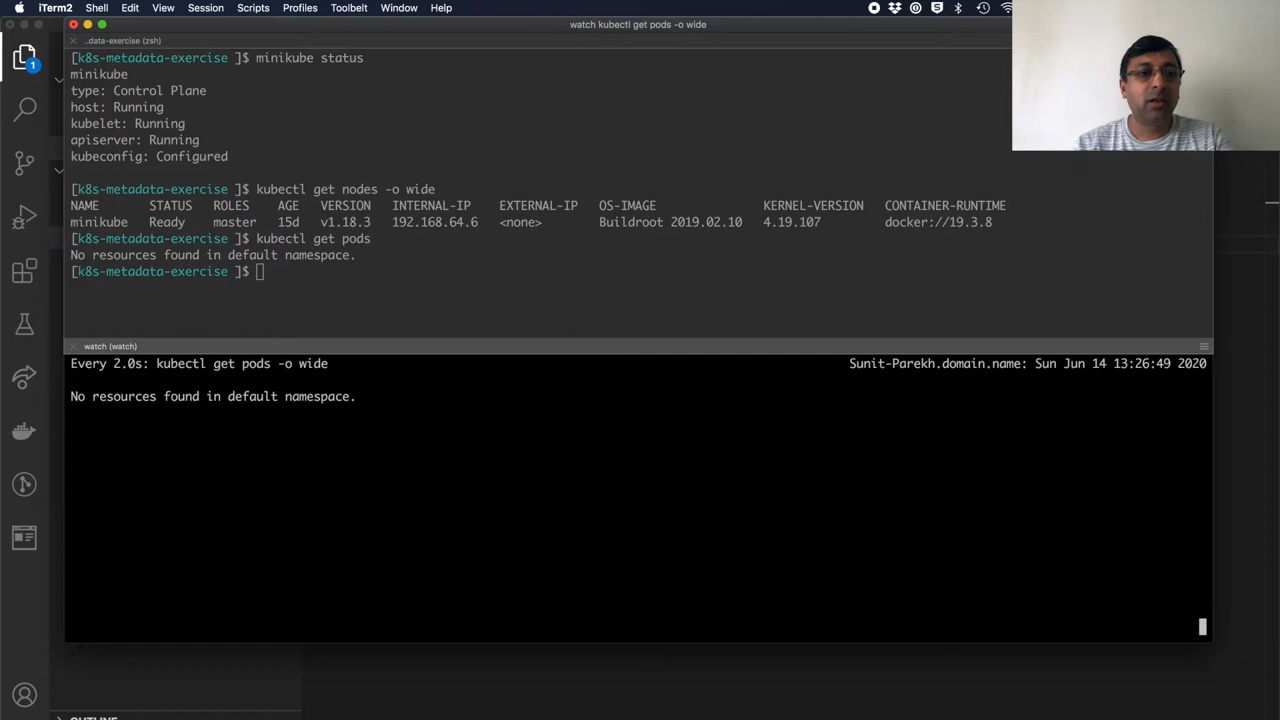 iTerm2 Shell Edit View Session Scripts Profiles Toolbelt Window Help
watch kubectl get pods -o wide
..data-exercise (zsh)
[k8s-metadata-exercise ]$ minikube status
minikube
type: Control Plane
host: Running
kubelet: Running
apiserver: Running
kubeconfig: Configured
[k8s-metadata-exercise ]$ kubectl get nodes -o wide
NAME STATUS ROLES AGE VERSION INTERNAL-IP EXTERNAL-IP OS-IMAGE KERNEL-VERSION CONTAINER-RUNTIME
minikube Ready master 15d v1.18.3 192.168.64.6 <none> Buildroot 2019.02.10 4.19.107 docker://19.3.8
[k8s-metadata-exercise ]$ kubectl get pods
No resources found in default namespace.
[k8s-metadata-exercise ]$
watch (watch)
Every 2.0s: kubectl get pods -o wide Sunit-Parekh.domain.name: Sun Jun 14 13:26:49 2020
No resources found in default namespace.
1
OUTLINE